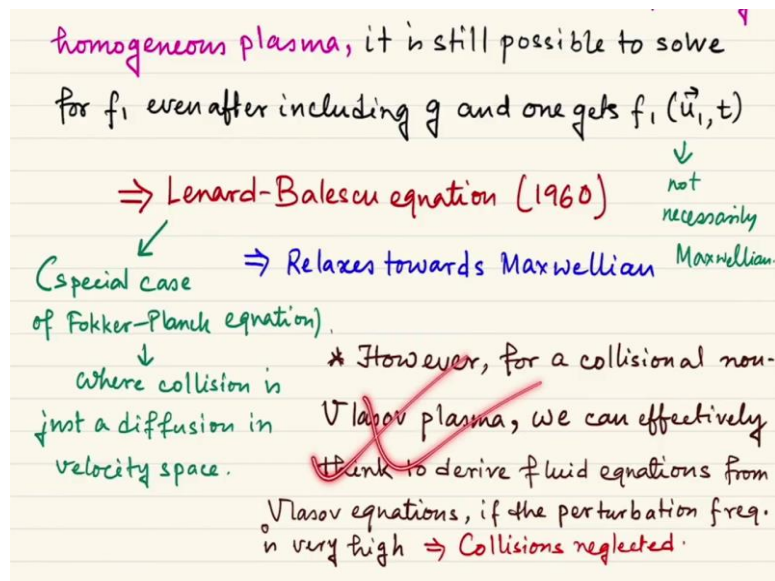 homogeneous plasma, it is still possible to solve
for f₁ even after including g and one gets f₁ (u⃗₁, t)
↓
not
necessarily
Maxwellian.
⇒ Lenard-Balescu equation (1960)
⇒ Relaxes towards Maxwellian
(special case
of Fokker-Planck equation).
↓
where collision is
just a diffusion in
velocity space.
* However, for a collisional non-
Vlasov plasma, we can effectively
think to derive fluid equations from
Vlasov equations, if the perturbation freq.
is very high ⇒ Collisions neglected.